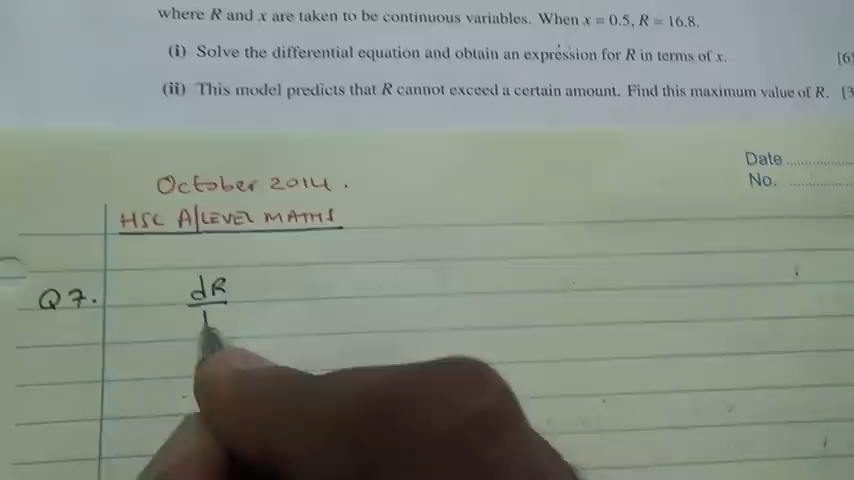 where R and x are taken to be continuous variables. When x = 0.5, R = 16.8.
(i) Solve the differential equation and obtain an expression for R in terms of x. [6]
(ii) This model predicts that R cannot exceed a certain amount. Find this maximum value of R. [3
Date ..................
No. ..................
October 2014.
HSC A/LEVEL MATHS
Q7. dR